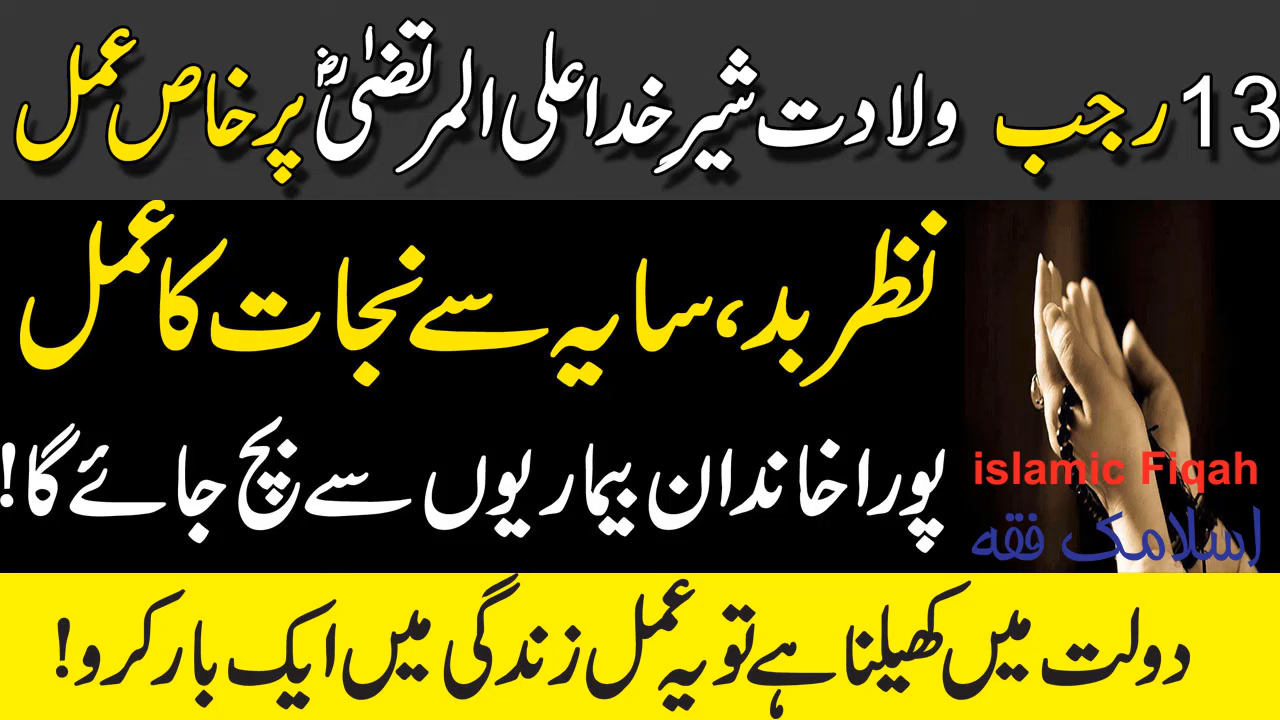 13 رجب ولادت شیرِ خدا علی المرتضیٰؓ پر خاص عمل
نظرِ بد، سایہ سے نجات کا عمل
پورا خاندان بیماریوں سے بچ جائے گا!
islamic Fiqah
اسلامک فقہ
دولت میں کھیلنا ہے تو یہ عمل زندگی میں ایک بار کرو!